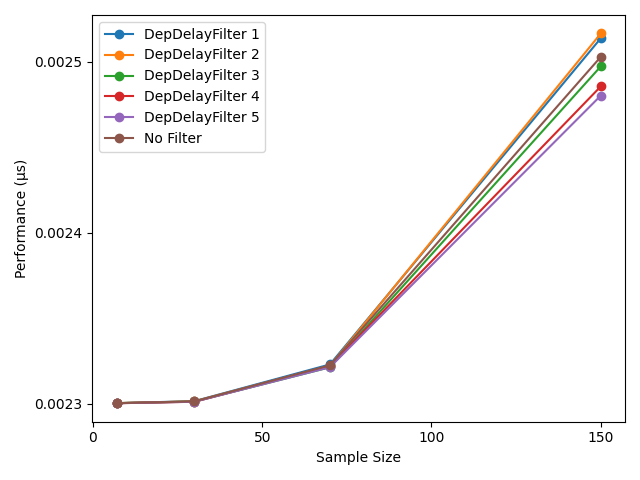 DepDelayFilter 1
DepDelayFilter 2
DepDelayFilter 3
DepDelayFilter 4
DepDelayFilter 5
No Filter
0.0025
0.0024
0.0023
Performance (µs)
0
50
100
150
Sample Size